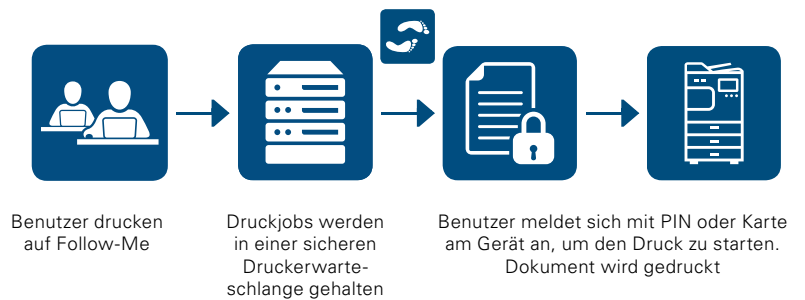 Benutzer drucken
auf Follow-Me
Druckjobs werden
in einer sicheren
Druckerwarte-
schlange gehalten
Benutzer meldet sich mit PIN oder Karte
am Gerät an, um den Druck zu starten.
Dokument wird gedruckt